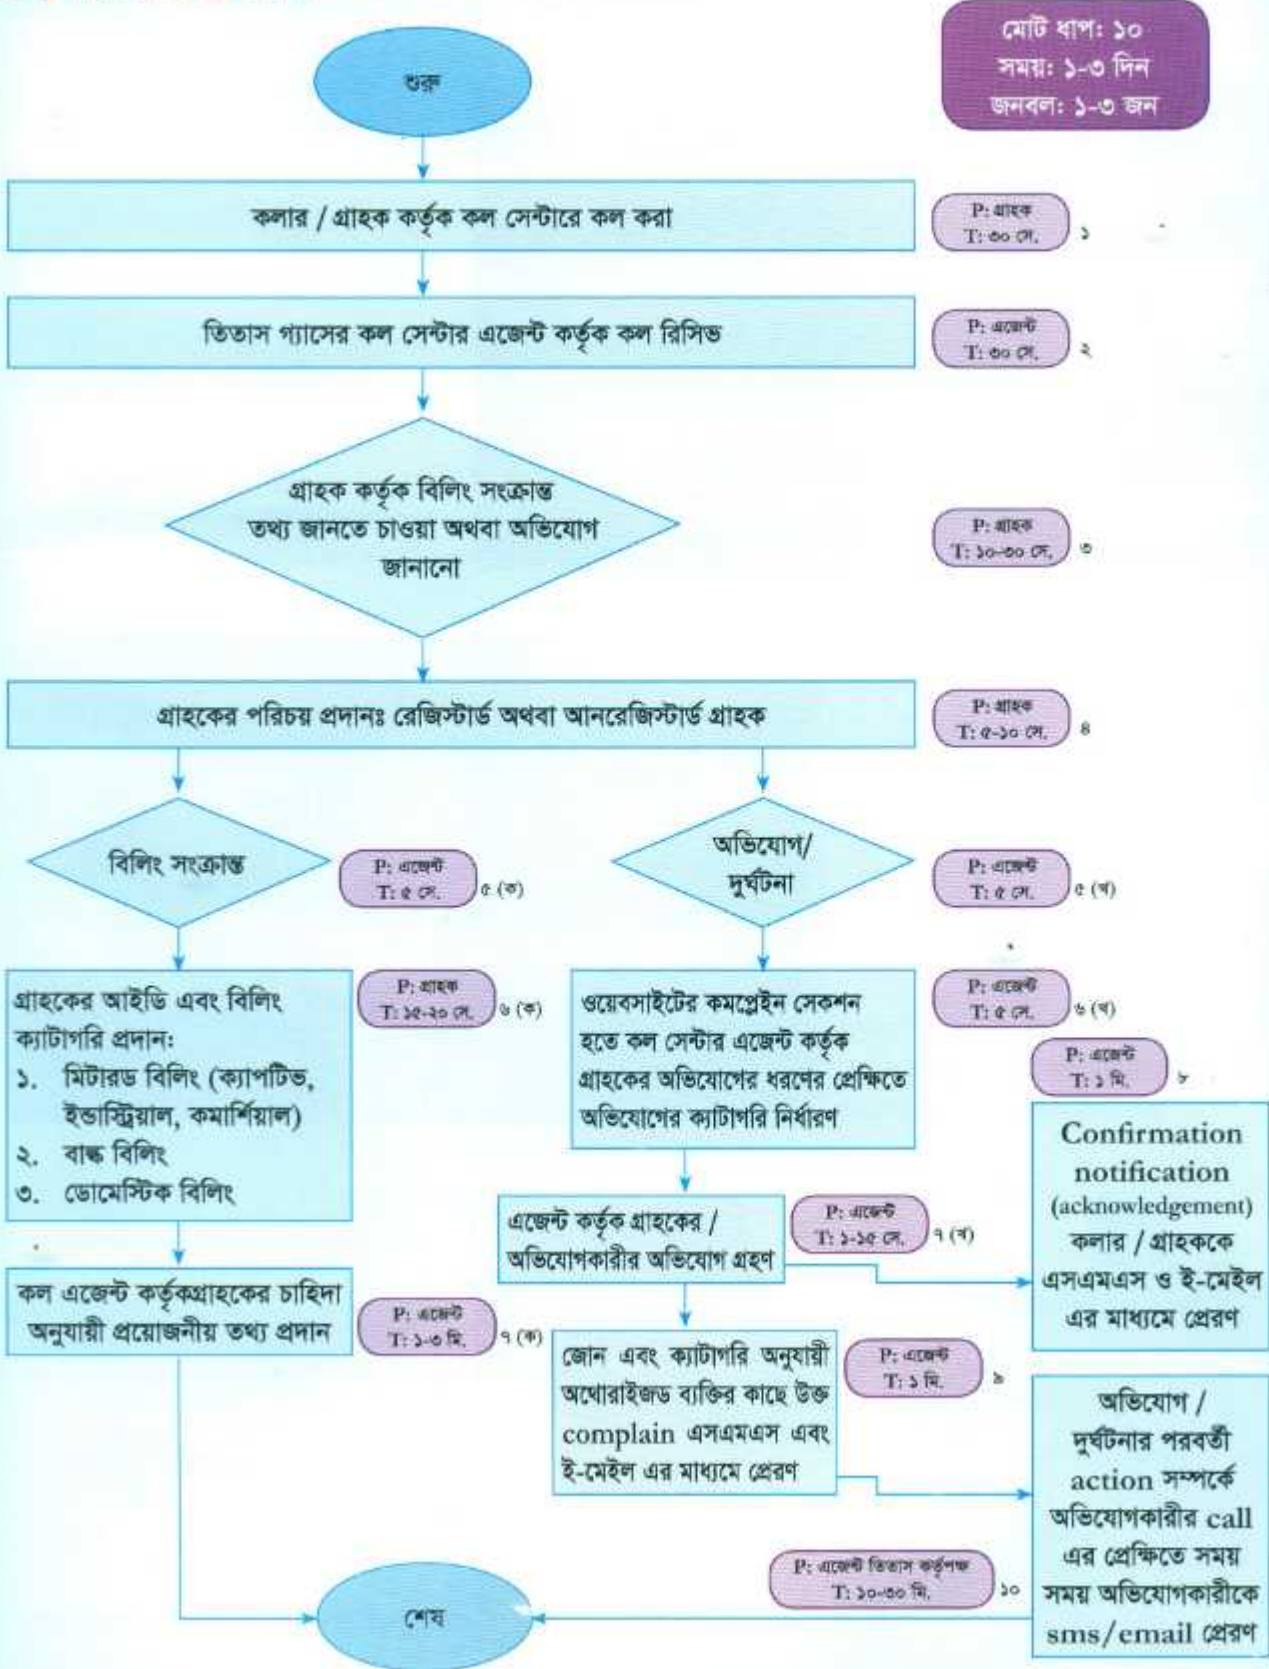 মোট ধাপ: ১০
সময়: ১-৩ দিন
জনবল: ১-৩ জন
শুরু
কলার / গ্রাহক কর্তৃক কল সেন্টারে কল করা
P: গ্রাহক
T: ৩০ সে.
১
তিতাস গ্যাসের কল সেন্টার এজেন্ট কর্তৃক কল রিসিভ
P: এজেন্ট
T: ৩০ সে.
২
গ্রাহক কর্তৃক বিলিং সংক্রান্ত
তথ্য জানতে চাওয়া অথবা অভিযোগ
জানানো
P: গ্রাহক
T: ১০-৩০ সে.
৩
গ্রাহকের পরিচয় প্রদানঃ রেজিস্টার্ড অথবা আনরেজিস্টার্ড গ্রাহক
P: গ্রাহক
T: ৫-১০ সে.
৪
বিলিং সংক্রান্ত
P: এজেন্ট
T: ৫ সে.
৫ (ক)
অভিযোগ/
দুর্ঘটনা
P: এজেন্ট
T: ৫ সে.
৫ (খ)
গ্রাহকের আইডি এবং বিলিং
ক্যাটাগরি প্রদান:
১. মিটারড বিলিং (ক্যাপটিভ,
ইন্ডাস্ট্রিয়াল, কমার্শিয়াল)
২. বাল্ক বিলিং
৩. ডোমেস্টিক বিলিং
P: গ্রাহক
T: ১৫-২০ সে.
৬ (ক)
ওয়েবসাইটের কমপ্লেইন সেকশন
হতে কল সেন্টার এজেন্ট কর্তৃক
গ্রাহকের অভিযোগের ধরণের প্রেক্ষিতে
অভিযোগের ক্যাটাগরি নির্ধারণ
P: এজেন্ট
T: ৫ সে.
৬ (খ)
P: এজেন্ট
T: ১ মি.
৮
Confirmation
notification
(acknowledgement)
কলার / গ্রাহককে
এসএমএস ও ই-মেইল
এর মাধ্যমে প্রেরণ
এজেন্ট কর্তৃক গ্রাহকের /
অভিযোগকারীর অভিযোগ গ্রহণ
P: এজেন্ট
T: ১-১৫ সে.
৭ (খ)
কল এজেন্ট কর্তৃকগ্রাহকের চাহিদা
অনুযায়ী প্রয়োজনীয় তথ্য প্রদান
P: এজেন্ট
T: ১-৩ মি.
৭ (ক)
জোন এবং ক্যাটাগরি অনুযায়ী
অথোরাইজড ব্যক্তির কাছে উক্ত
complain এসএমএস এবং
ই-মেইল এর মাধ্যমে প্রেরণ
P: এজেন্ট
T: ১ মি.
৯
অভিযোগ /
দুর্ঘটনার পরবর্তী
action সম্পর্কে
অভিযোগকারীর call
এর প্রেক্ষিতে সময়
সময় অভিযোগকারীকে
sms/email প্রেরণ
P: এজেন্ট তিতাস কর্তৃপক্ষ
T: ১০-৩০ মি.
১০
শেষ